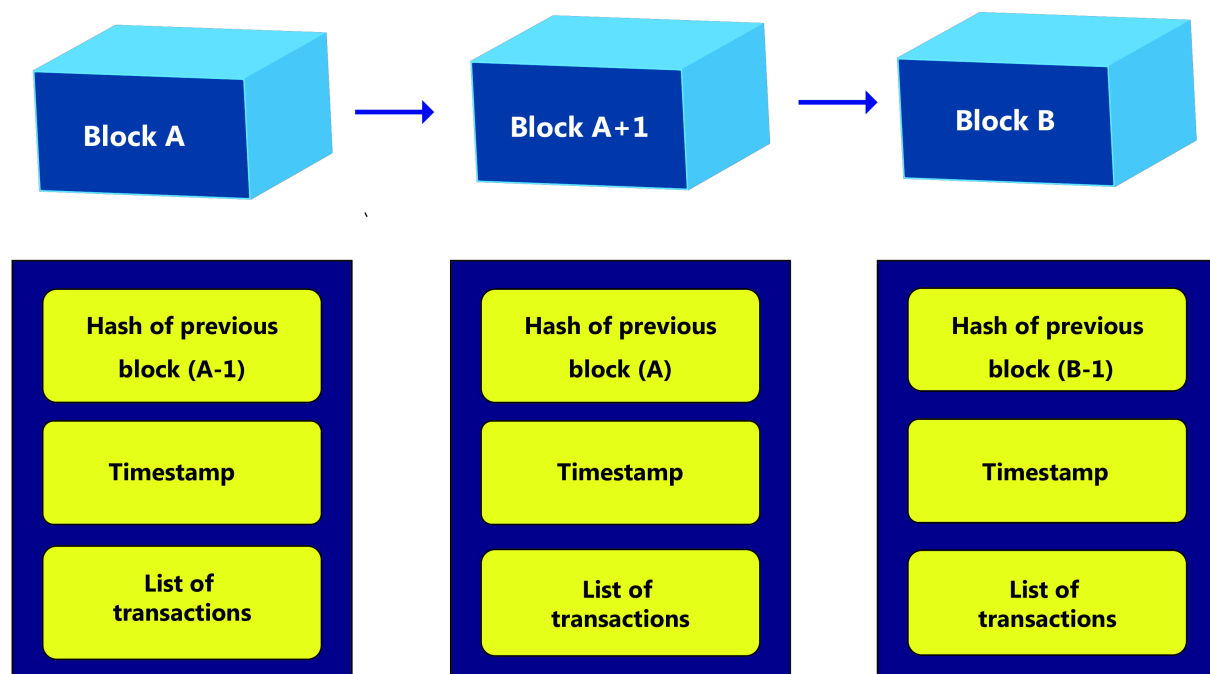 Block A
Block A+1
Block B
Hash of previous
block (A-1)
Timestamp
List of
transactions
Hash of previous
block (A)
Timestamp
List of
transactions
Hash of previous
block (B-1)
Timestamp
List of
transactions